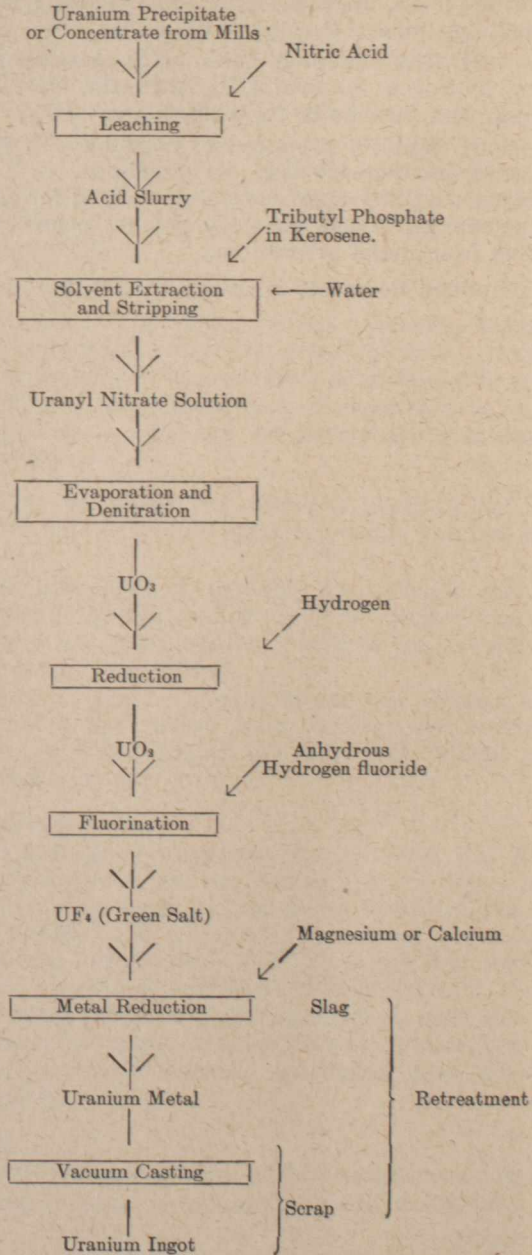 Uranium Precipitate
or Concentrate from Mills
Nitric Acid
Leaching
Acid Slurry
Tributyl Phosphate
in Kerosene.
Solvent Extraction
and Stripping
Water
Uranyl Nitrate Solution
Evaporation and
Denitration
UO₃
Hydrogen
Reduction
UO₃
Anhydrous
Hydrogen fluoride
Fluorination
UF₄ (Green Salt)
Magnesium or Calcium
Metal Reduction
Slag
Uranium Metal
Retreatment
Vacuum Casting
Scrap
Uranium Ingot